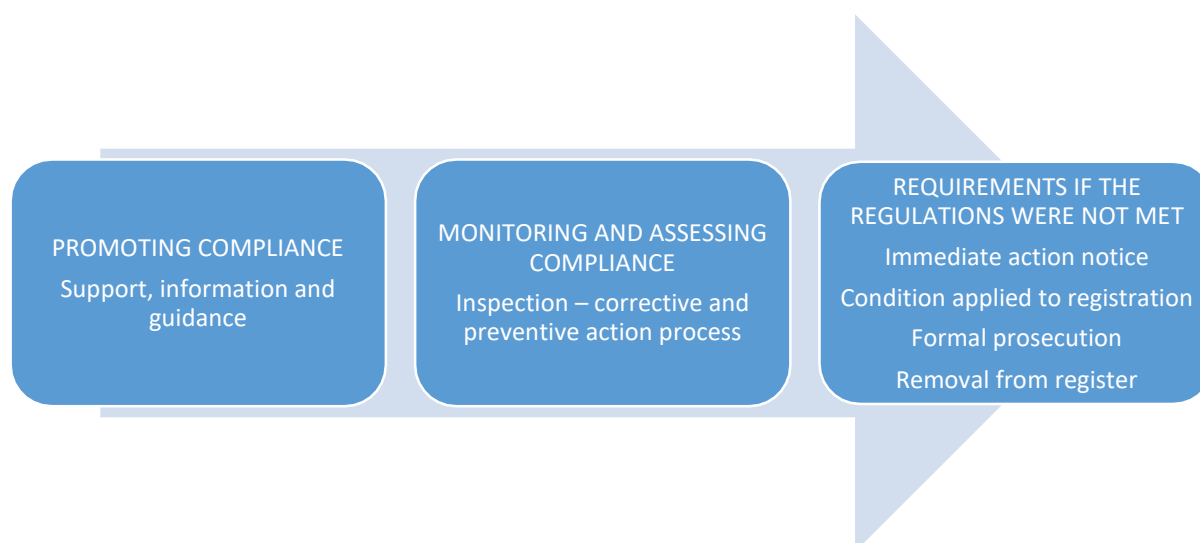 PROMOTING COMPLIANCE
Support, information and
guidance
MONITORING AND ASSESSING
COMPLIANCE
Inspection – corrective and
preventive action process
REQUIREMENTS IF THE
REGULATIONS WERE NOT MET
Immediate action notice
Condition applied to registration
Formal prosecution
Removal from register